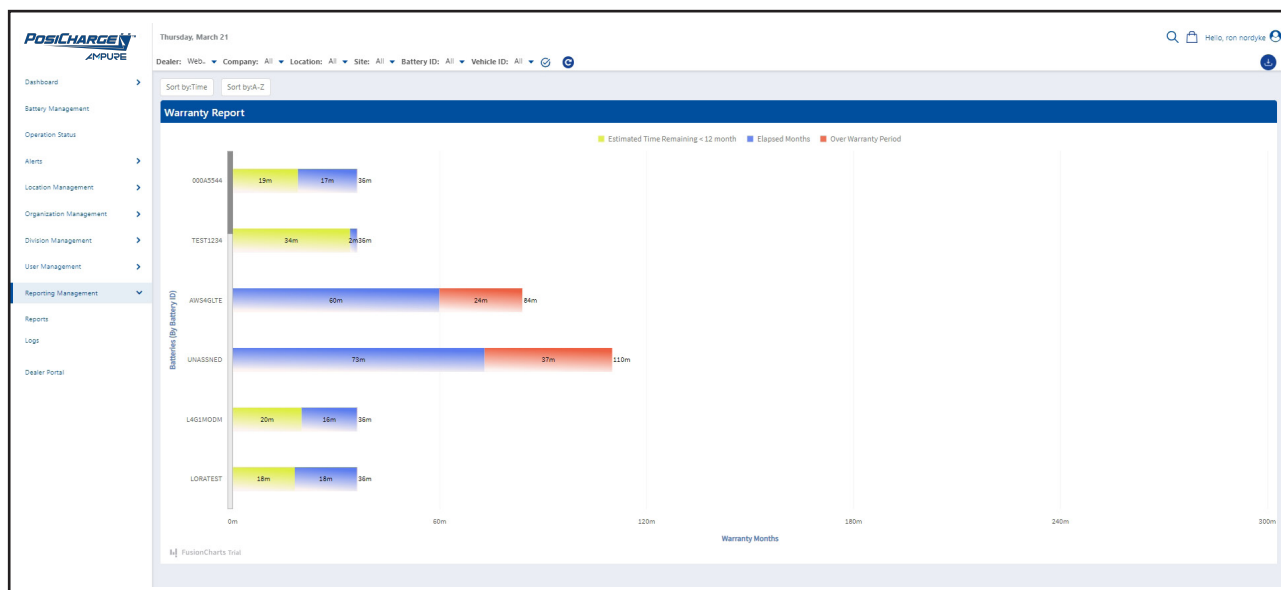 POSICHARGE
AMPURE
Thursday, March 21
Hello, ron nordyke
Dealer: Web. Company: All Location: All Site: All Battery ID: All Vehicle ID: All
Sort by:Time Sort by:A-Z
Dashboard
Battery Management
Operation Status
Alerts
Location Management
Organization Management
Division Management
User Management
Reporting Management
Reports
Logs
Dealer Portal
Warranty Report
Estimated Time Remaining < 12 month Elapsed Months Over Warranty Period
Batteries (By Battery ID)
000A5544 19m 17m 36m
TEST1234 34m 2m 36m
AWS4GLTE 60m 24m 84m
UNASSNED 73m 37m 110m
L4G1MODM 20m 16m 36m
LORATEST 18m 18m 36m
0m 60m 120m 180m 240m 300m
Warranty Months
FusionCharts Trial